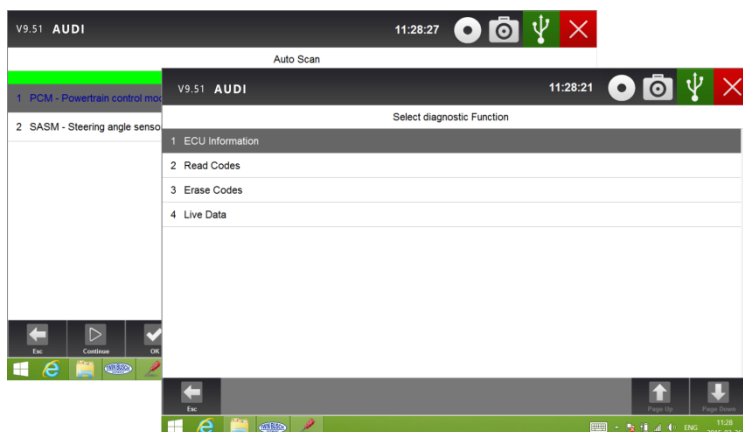 V9.51 AUDI 11:28:27
Auto Scan
1 PCM - Powertrain control mod
2 SASM - Steering angle senso
Esc Continue OK
V9.51 AUDI 11:28:21
Select diagnostic Function
1 ECU Information
2 Read Codes
3 Erase Codes
4 Live Data
Esc Page Up Page Down
ENG 11:28